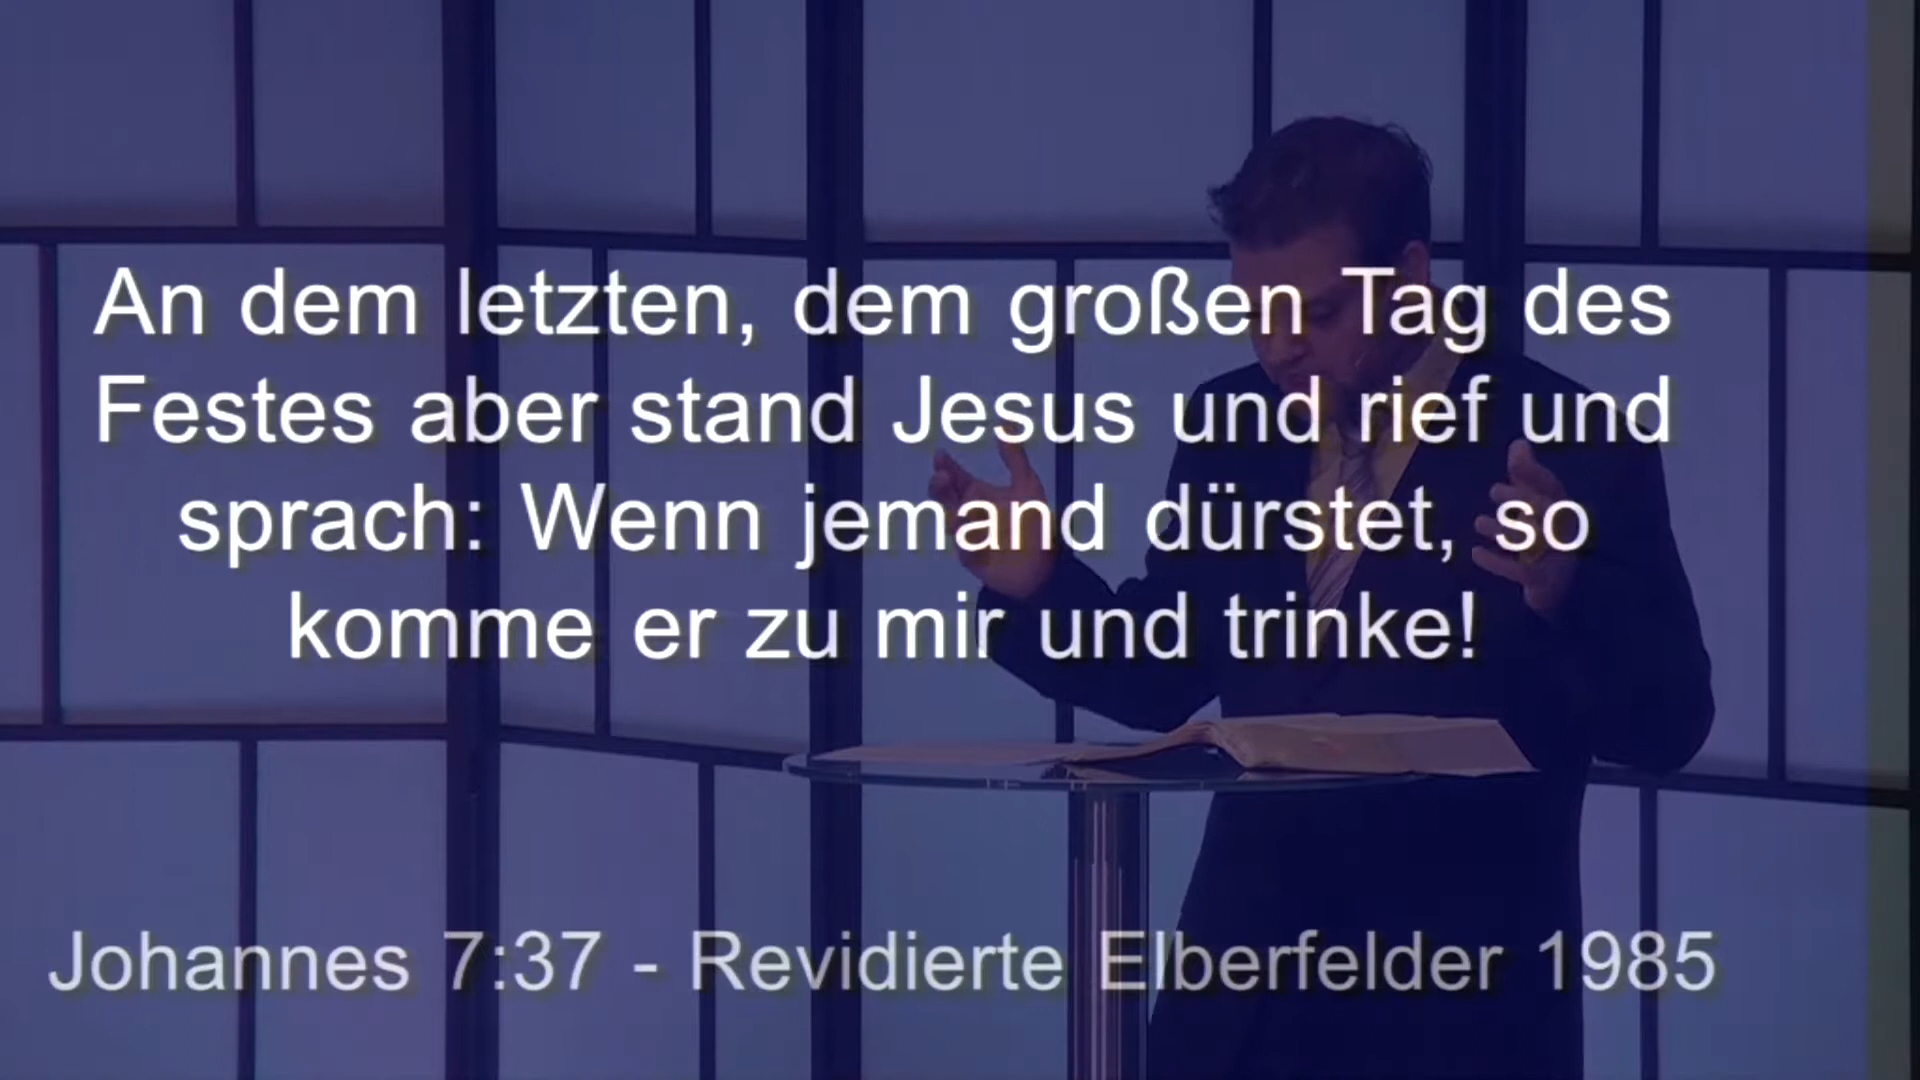 An dem letzten, dem großen Tag des
Festes aber stand Jesus und rief und
sprach: Wenn jemand dürstet, so
komme er zu mir und trinke!
Johannes 7:37 - Revidierte Elberfelder 1985